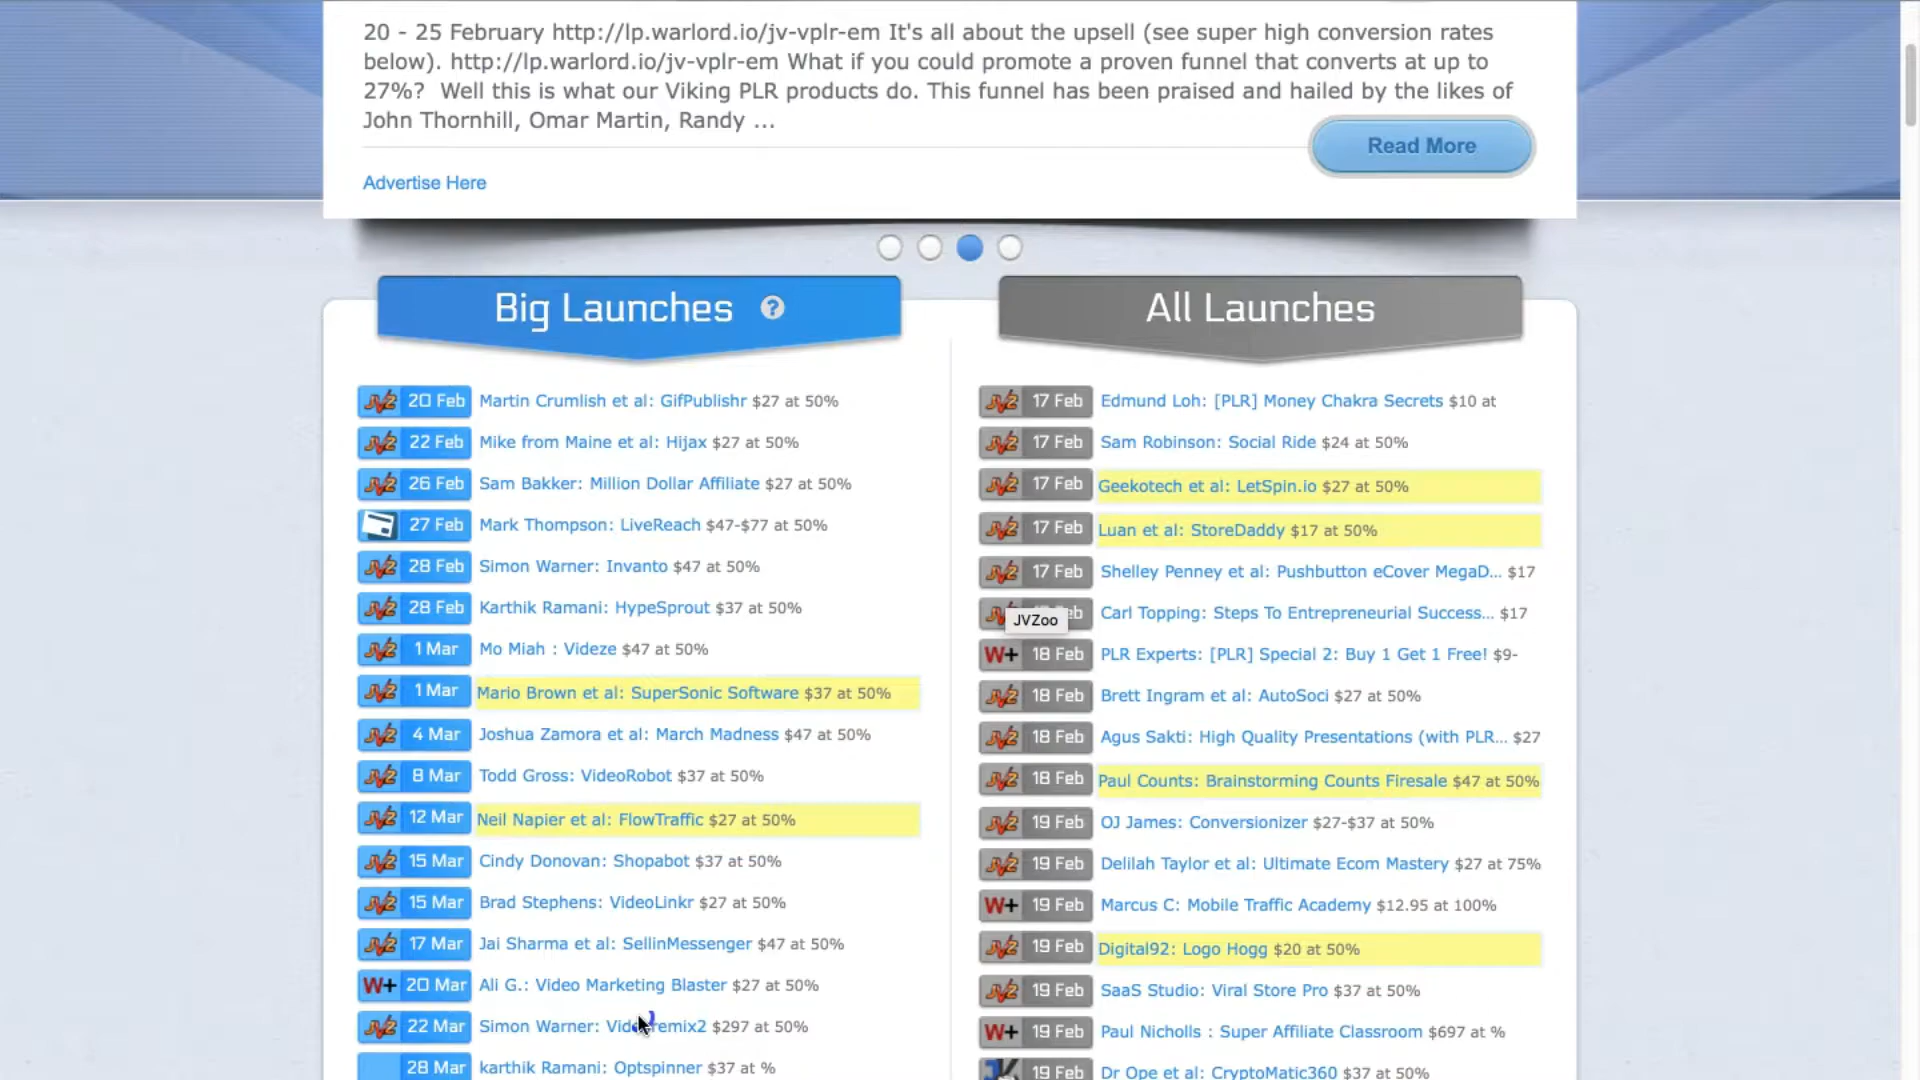 20 - 25 February http://lp.warlord.io/jv-vplr-em It's all about the upsell (see super high conversion rates
below). http://lp.warlord.io/jv-vplr-em What if you could promote a proven funnel that converts at up to
27%?  Well this is what our Viking PLR products do. This funnel has been praised and hailed by the likes of
John Thornhill, Omar Martin, Randy ...
Read More
Advertise Here
Big Launches ?
20 Feb Martin Crumlish et al: GifPublishr $27 at 50%
22 Feb Mike from Maine et al: Hijax $27 at 50%
26 Feb Sam Bakker: Million Dollar Affiliate $27 at 50%
27 Feb Mark Thompson: LiveReach $47-$77 at 50%
28 Feb Simon Warner: Invanto $47 at 50%
28 Feb Karthik Ramani: HypeSprout $37 at 50%
1 Mar Mo Miah : Videze $47 at 50%
1 Mar Mario Brown et al: SuperSonic Software $37 at 50%
4 Mar Joshua Zamora et al: March Madness $47 at 50%
8 Mar Todd Gross: VideoRobot $37 at 50%
12 Mar Neil Napier et al: FlowTraffic $27 at 50%
15 Mar Cindy Donovan: Shopabot $37 at 50%
15 Mar Brad Stephens: VideoLinkr $27 at 50%
17 Mar Jai Sharma et al: SellinMessenger $47 at 50%
W+ 20 Mar Ali G.: Video Marketing Blaster $27 at 50%
22 Mar Simon Warner: $297 at 50%
28 Mar karthik Ramani: Optspinner $37 at %
All Launches
17 Feb Edmund Loh: [PLR] Money Chakra Secrets $10 at
17 Feb Sam Robinson: Social Ride $24 at 50%
17 Feb Geekotech et al: LetSpin.io $27 at 50%
17 Feb Luan et al: StoreDaddy $17 at 50%
17 Feb Shelley Penney et al: Pushbutton eCover MegaD... $17
Carl Topping: Steps To Entrepreneurial Success... $17
JVZoo
W+ 18 Feb PLR Experts: [PLR] Special 2: Buy 1 Get 1 Free! $9-
18 Feb Brett Ingram et al: AutoSoci $27 at 50%
18 Feb Agus Sakti: High Quality Presentations (with PLR... $27
18 Feb Paul Counts: Brainstorming Counts Firesale $47 at 50%
19 Feb OJ James: Conversionizer $27-$37 at 50%
19 Feb Delilah Taylor et al: Ultimate Ecom Mastery $27 at 75%
W+ 19 Feb Marcus C: Mobile Traffic Academy $12.95 at 100%
19 Feb Digital92: Logo Hogg $20 at 50%
19 Feb SaaS Studio: Viral Store Pro $37 at 50%
W+ 19 Feb Paul Nicholls : Super Affiliate Classroom $697 at %
19 Feb Dr Ope et al: CryptoMatic360 $37 at 50%